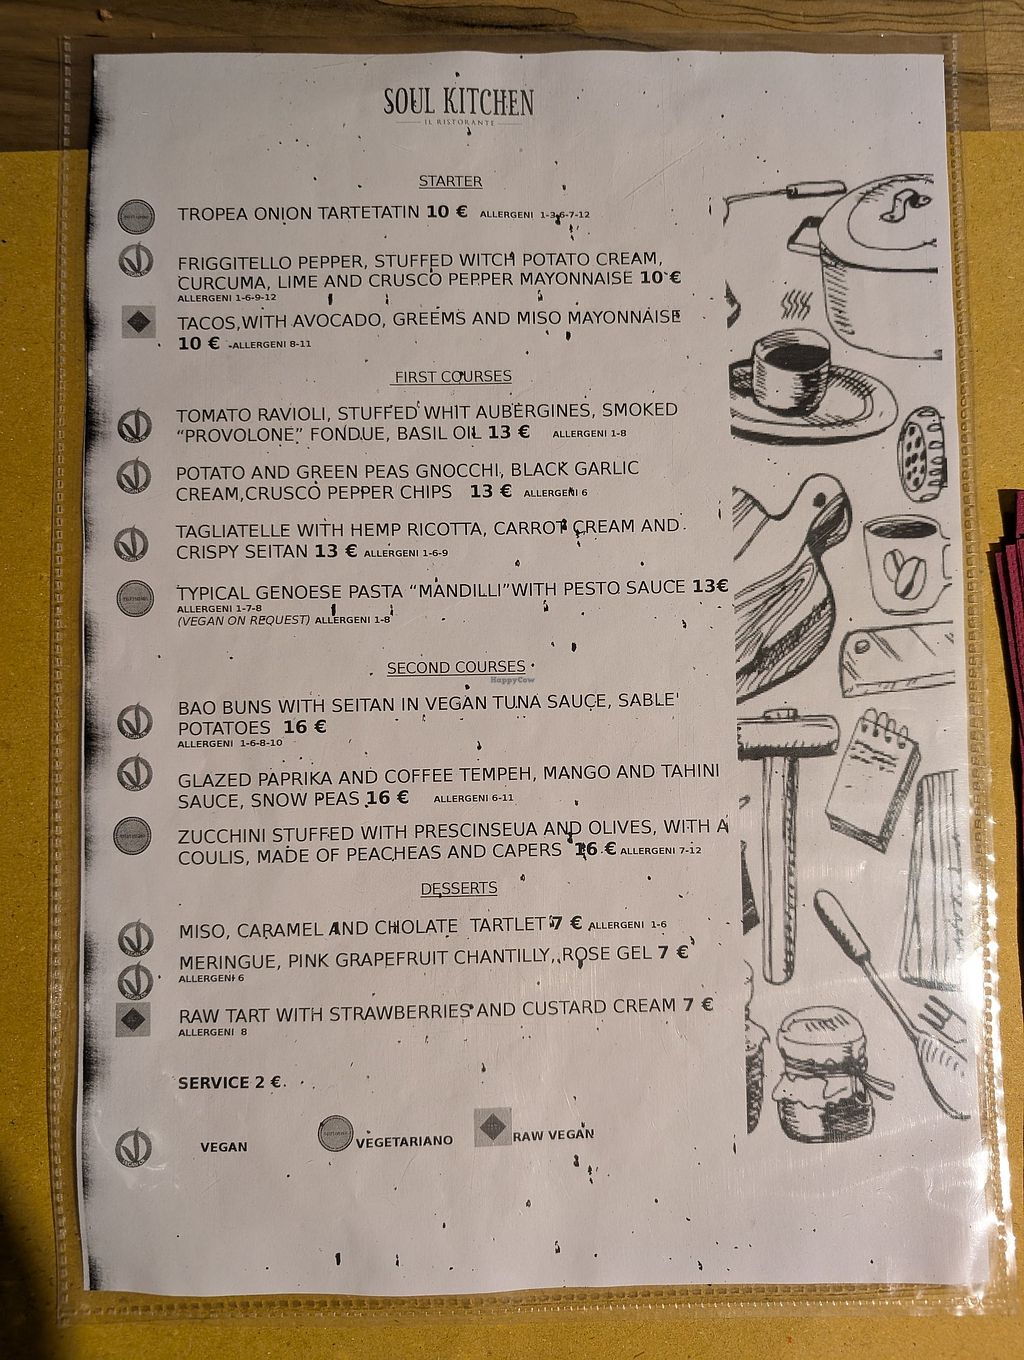 SOUL KITCHEN
IL RISTORANTE
STARTER
TROPEA ONION TARTETATIN 10 € ALLERGENI 1-3-6-7-12
FRIGGITELLO PEPPER, STUFFED WITCH POTATO CREAM,
CURCUMA, LIME AND CRUSCO PEPPER MAYONNAISE 10 €
ALLERGENI 1-6-9-12
TACOS,WITH AVOCADO, GREEMS AND MISO MAYONNAISE
10 € -ALLERGENI 8-11
FIRST COURSES
TOMATO RAVIOLI, STUFFED WHIT AUBERGINES, SMOKED
“PROVOLONE” FONDUE, BASIL OIL 13 € ALLERGENI 1-8
POTATO AND GREEN PEAS GNOCCHI, BLACK GARLIC
CREAM,CRUSCO PEPPER CHIPS 13 € ALLERGENI 6
TAGLIATELLE WITH HEMP RICOTTA, CARROT CREAM AND
CRISPY SEITAN 13 € ALLERGENI 1-6-9
TYPICAL GENOESE PASTA “MANDILLI”WITH PESTO SAUCE 13€
ALLERGENI 1-7-8
(VEGAN ON REQUEST) ALLERGENI 1-8
SECOND COURSES
HappyCow
BAO BUNS WITH SEITAN IN VEGAN TUNA SAUCE, SABLE'
POTATOES 16 €
ALLERGENI 1-6-8-10
GLAZED PAPRIKA AND COFFEE TEMPEH, MANGO AND TAHINI
SAUCE, SNOW PEAS 16 € ALLERGENI 6-11
ZUCCHINI STUFFED WITH PRESCINSEUA AND OLIVES, WITH A
COULIS, MADE OF PEACHEAS AND CAPERS 16 € ALLERGENI 7-12
DESSERTS
MISO, CARAMEL AND CHOLATE TARTLET 7 € ALLERGENI 1-6
MERINGUE, PINK GRAPEFRUIT CHANTILLY, ROSE GEL 7 €
ALLERGENI 6
RAW TART WITH STRAWBERRIES AND CUSTARD CREAM 7 €
ALLERGENI 8
SERVICE 2 €
VEGAN VEGETARIANO RAW VEGAN